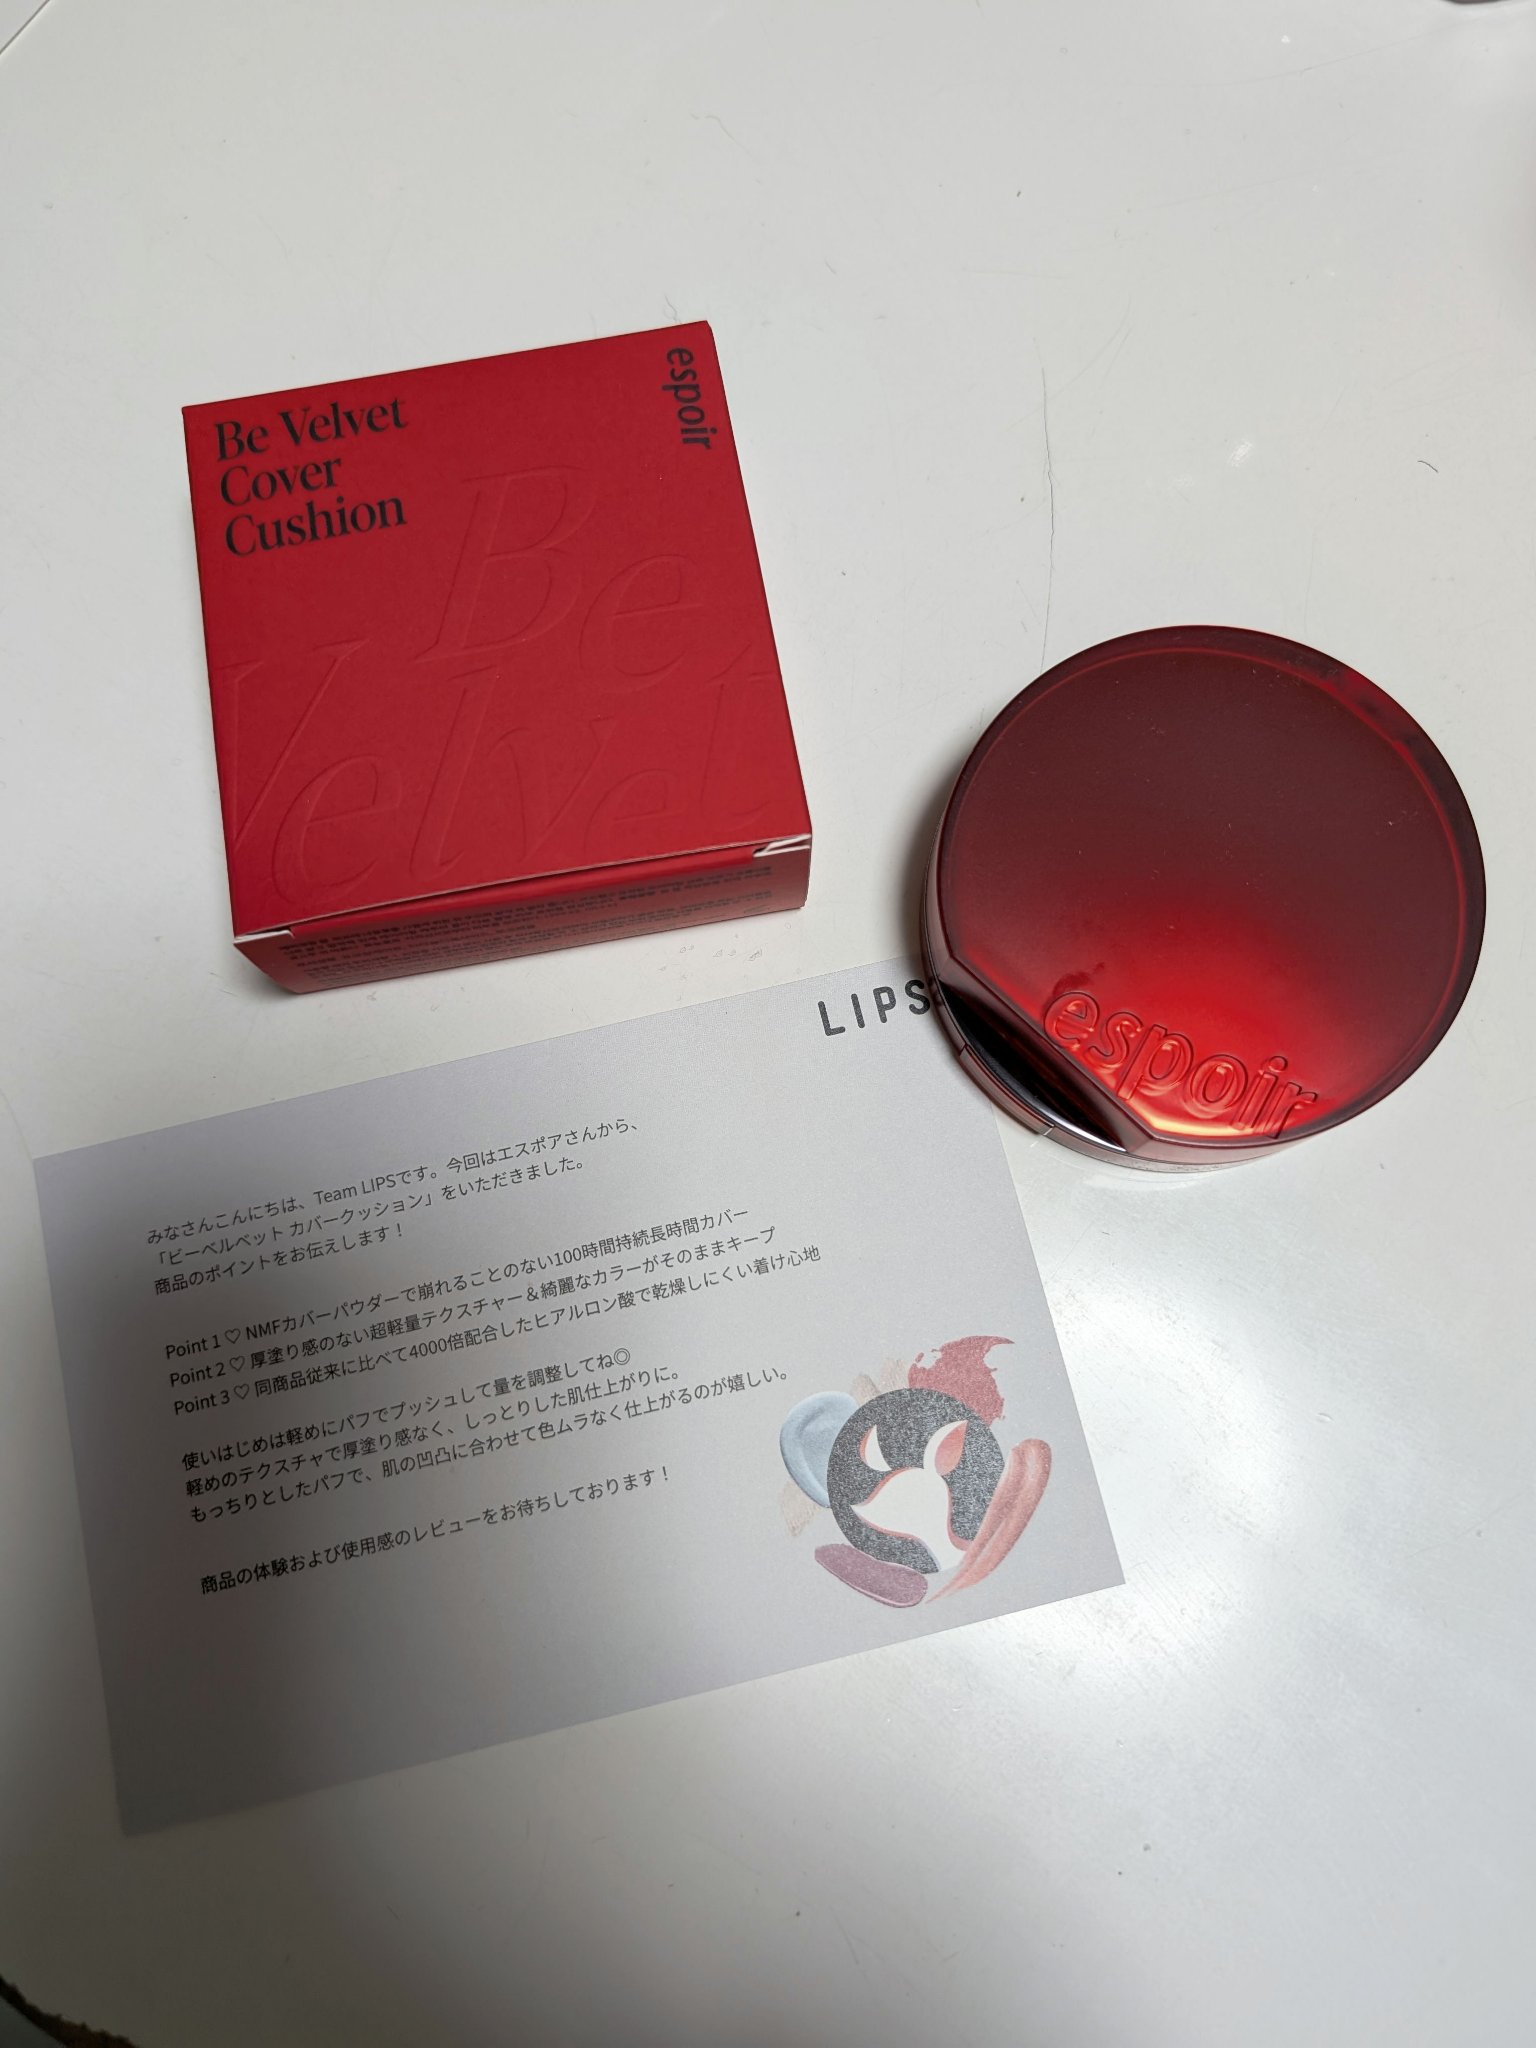 espoir
Be Velvet
Cover
Cushion
Be
Velvet
espoir
LIPS
みなさんこんにちは、Team LIPSです。今回はエスポアさんから、
「ビーベルベット カバークッション」をいただきました。
商品のポイントをお伝えします！
Point 1 ♡ NMFカバーパウダーで崩れることのない100時間持続長時間カバー
Point 2 ♡ 厚塗り感のない超軽量テクスチャー＆綺麗なカラーがそのままキープ
Point 3 ♡ 同商品従来に比べて4000倍配合したヒアルロン酸で乾燥しにくい着け心地
使いはじめは軽めにパフでプッシュして量を調整してね◎
軽めのテクスチャで厚塗り感なく、しっとりした肌仕上がりに。
もっちりとしたパフで、肌の凹凸に合わせて色ムラなく仕上がるのが嬉しい。
商品の体験および使用感のレビューをお待ちしております！